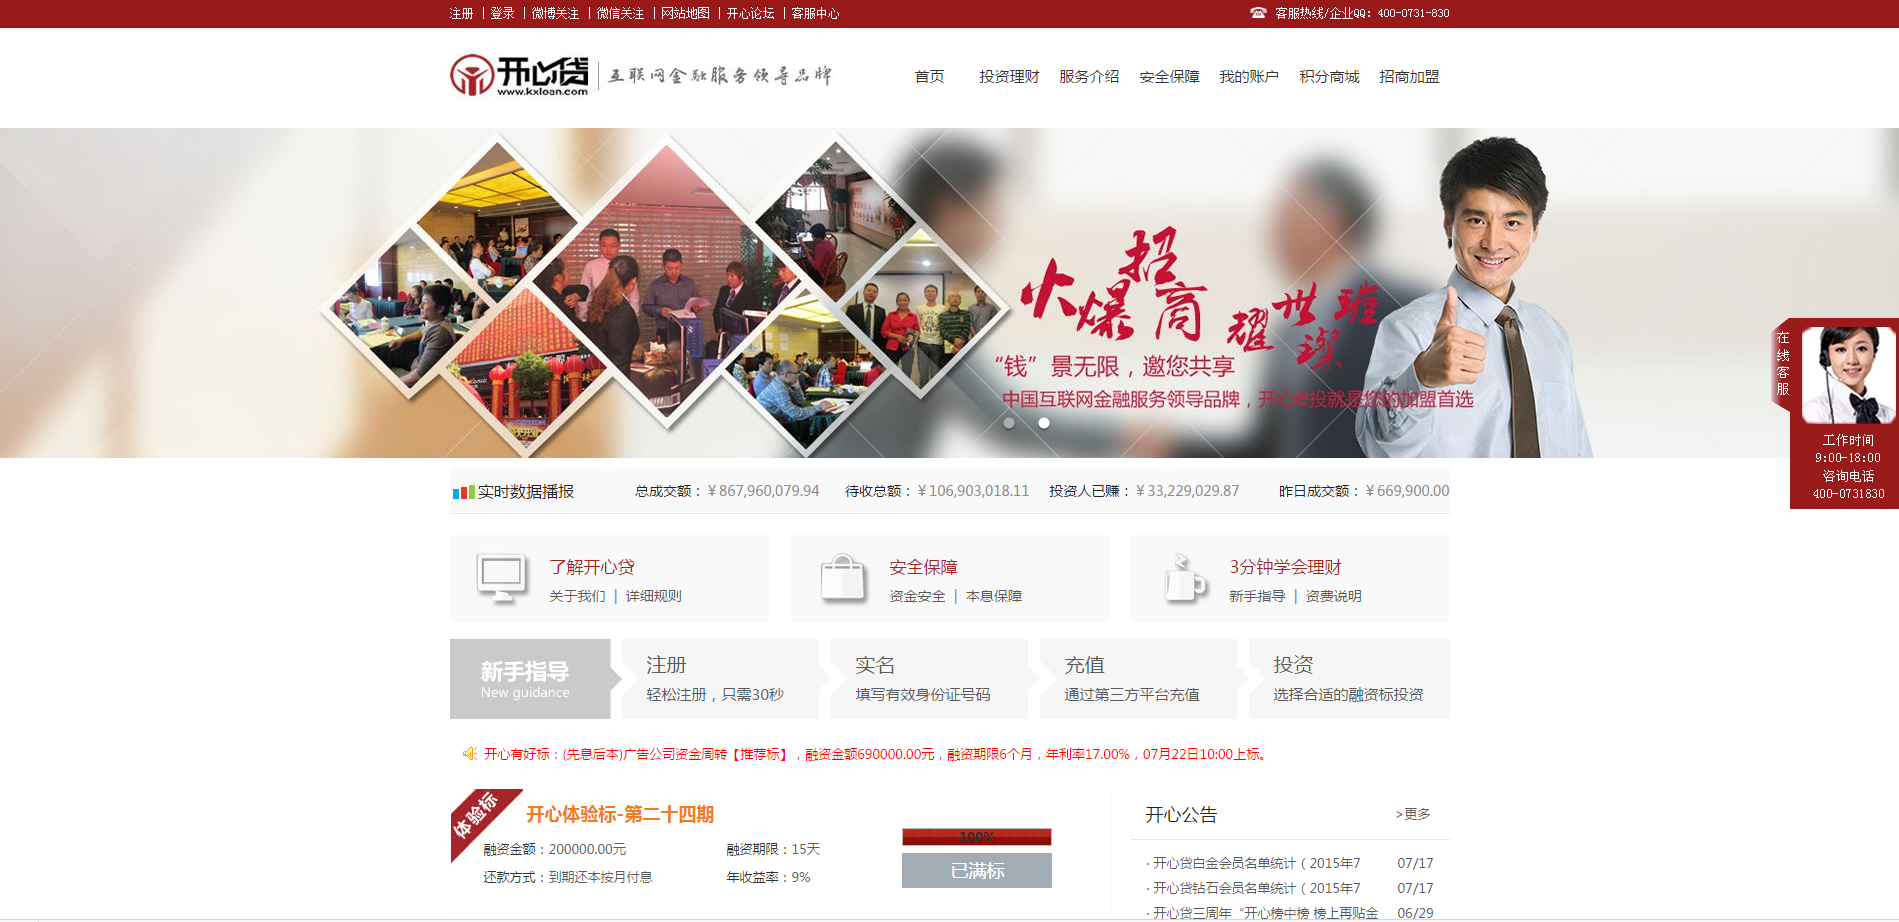 注册 | 登录 | 微博关注 | 微信关注 | 网站地图 | 开心论坛 | 客服中心
客服热线/企业QQ: 400-0731-830
开心贷
www.kxloan.com
互联网金融服务领导品牌
首页 投资理财 服务介绍 安全保障 我的账户 积分商城 招商加盟
火爆招商 耀世璀璨
“钱”景无限，邀您共享
中国互联网金融服务领导品牌，开心e投就是您的加盟首选
在线客服
工作时间
9:00-18:00
咨询电话
400-0731830
实时数据播报 总成交额：￥867,960,079.94 待收总额：￥106,903,018.11 投资人已赚：￥33,229,029.87 昨日成交额：￥669,900.00
了解开心贷
关于我们 | 详细规则
安全保障
资金安全 | 本息保障
3分钟学会理财
新手指导 | 资费说明
新手指导
New guidance
注册
轻松注册，只需30秒
实名
填写有效身份证号码
充值
通过第三方平台充值
投资
选择合适的融资标投资
开心有好标：(先息后本)广告公司资金周转【推荐标】，融资金额690000.00元，融资期限6个月，年利率17.00%，07月22日10:00上标。
体验标
开心体验标-第二十四期
融资金额：200000.00元 融资期限：15天
还款方式：到期还本按月付息 年收益率：9%
100%
已满标
开心公告 >更多
· 开心贷白金会员名单统计（2015年7 07/17
· 开心贷钻石会员名单统计（2015年7 07/17
· 开心贷三周年“开心榜中榜 榜上再贴金 06/29